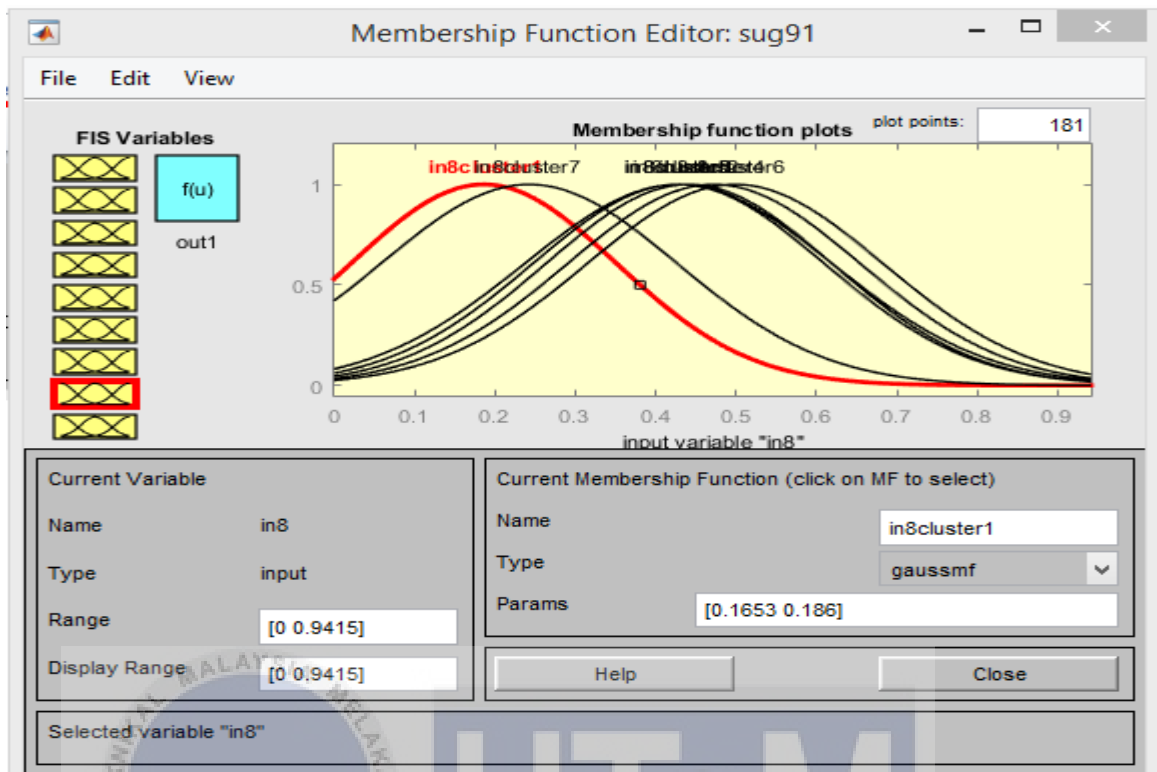 Membership Function Editor: sug91
File Edit View
FIS Variables
f(u)
out1
Membership function plots
plot points:
181
in8cluster7
1
0.5
0
0 0.1 0.2 0.3 0.4 0.5 0.6 0.7 0.8 0.9
input variable "in8"
Current Variable
Name in8
Type input
Range [0 0.9415]
Display Range [0 0.9415]
Current Membership Function (click on MF to select)
Name in8cluster1
Type gaussmf
Params [0.1653 0.186]
Help Close
Selected variable "in8"
MALAYSIA